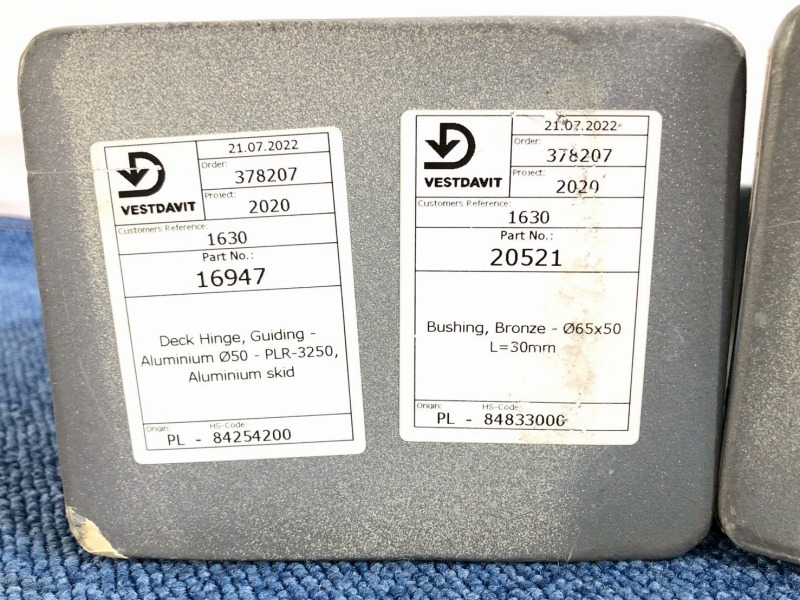 21.07.2022
Order:
378207
VESTDAVIT
Project:
2020
Customers Reference:
1630
Part No.:
16947
Deck Hinge, Guiding -
Aluminium Ø50 - PLR-3250,
Aluminium skid
Origin: HS-Code:
PL - 84254200
21.07.2022
Order:
378207
VESTDAVIT
Project:
2020
Customers Reference:
1630
Part No.:
20521
Bushing, Bronze - Ø65x50
L=30mm
Origin: HS-Code:
PL - 84833000